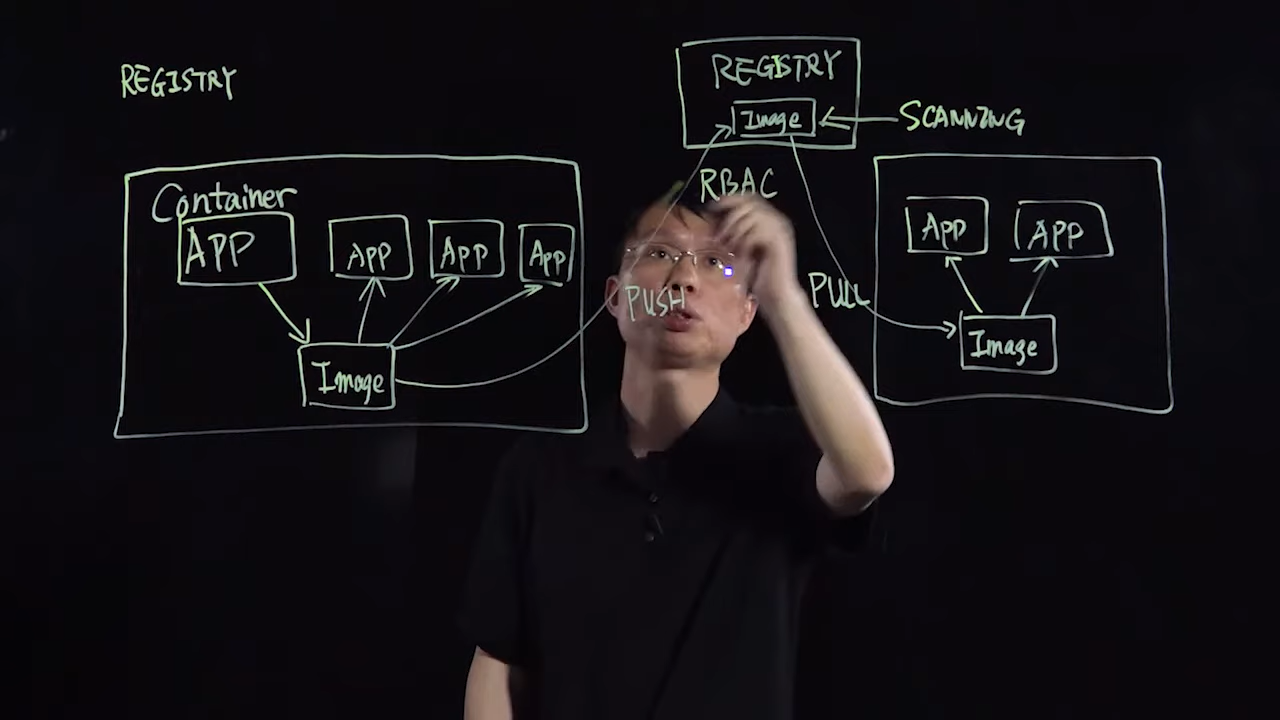 REGISTRY
Container
APP
App
App
App
Image
REGISTRY
Image
SCANNING
RBAC
PUSH
PULL
App
App
Image